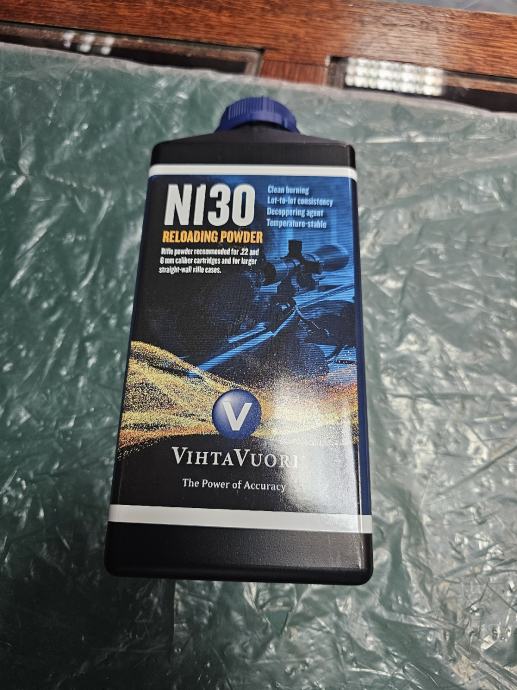 N130
RELOADING POWDER
Rifle powder recommended for .22 and
6 mm caliber cartridges and for larger
straight-wall rifle cases.
Clean burning
Lot-to-lot consistency
Decoppering agent
Temperature-stable
V
VIHTAVUORI
The Power of Accuracy